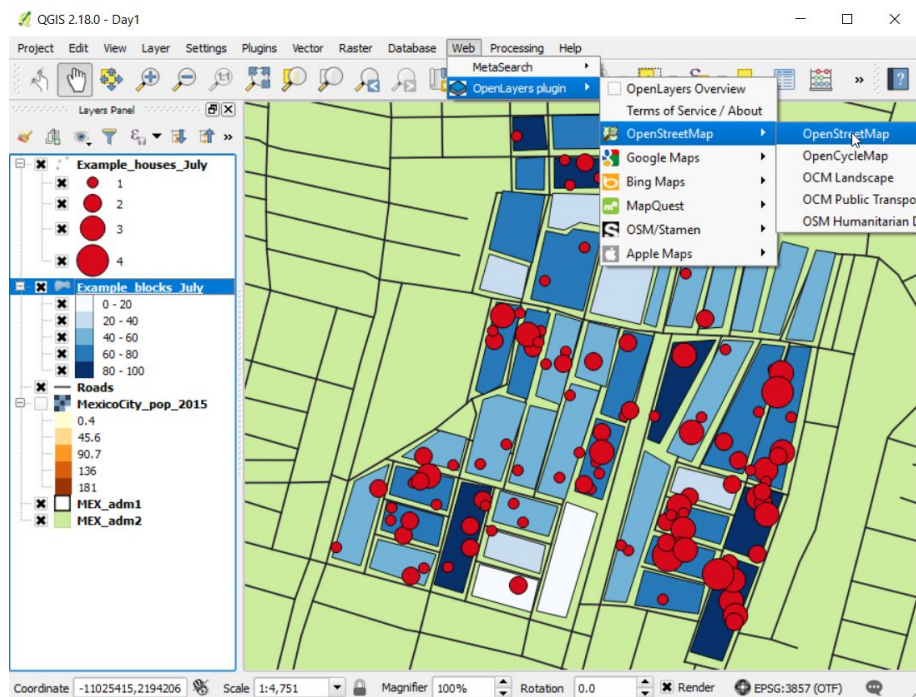 QGIS 2.18.0 - Day1
Project Edit View Layer Settings Plugins Vector Raster Database Web Processing Help
MetaSearch
OpenLayers plugin
OpenLayers Overview
Terms of Service / About
OpenStreetMap
Google Maps
Bing Maps
MapQuest
OSM/Stamen
Apple Maps
OpenStreetMap
OpenCycleMap
OCM Landscape
OCM Public Transpo
OSM Humanitarian D
Layers Panel
Example_houses_July
1
2
3
4
Example_blocks_July
0 - 20
20 - 40
40 - 60
60 - 80
80 - 100
Roads
MexicoCity_pop_2015
0.4
45.6
90.7
136
181
MEX_adm1
MEX_adm2
Coordinate -11025415,2194206 Scale 1:4,751 Magnifier 100% Rotation 0.0 Render EPSG:3857 (OTF)